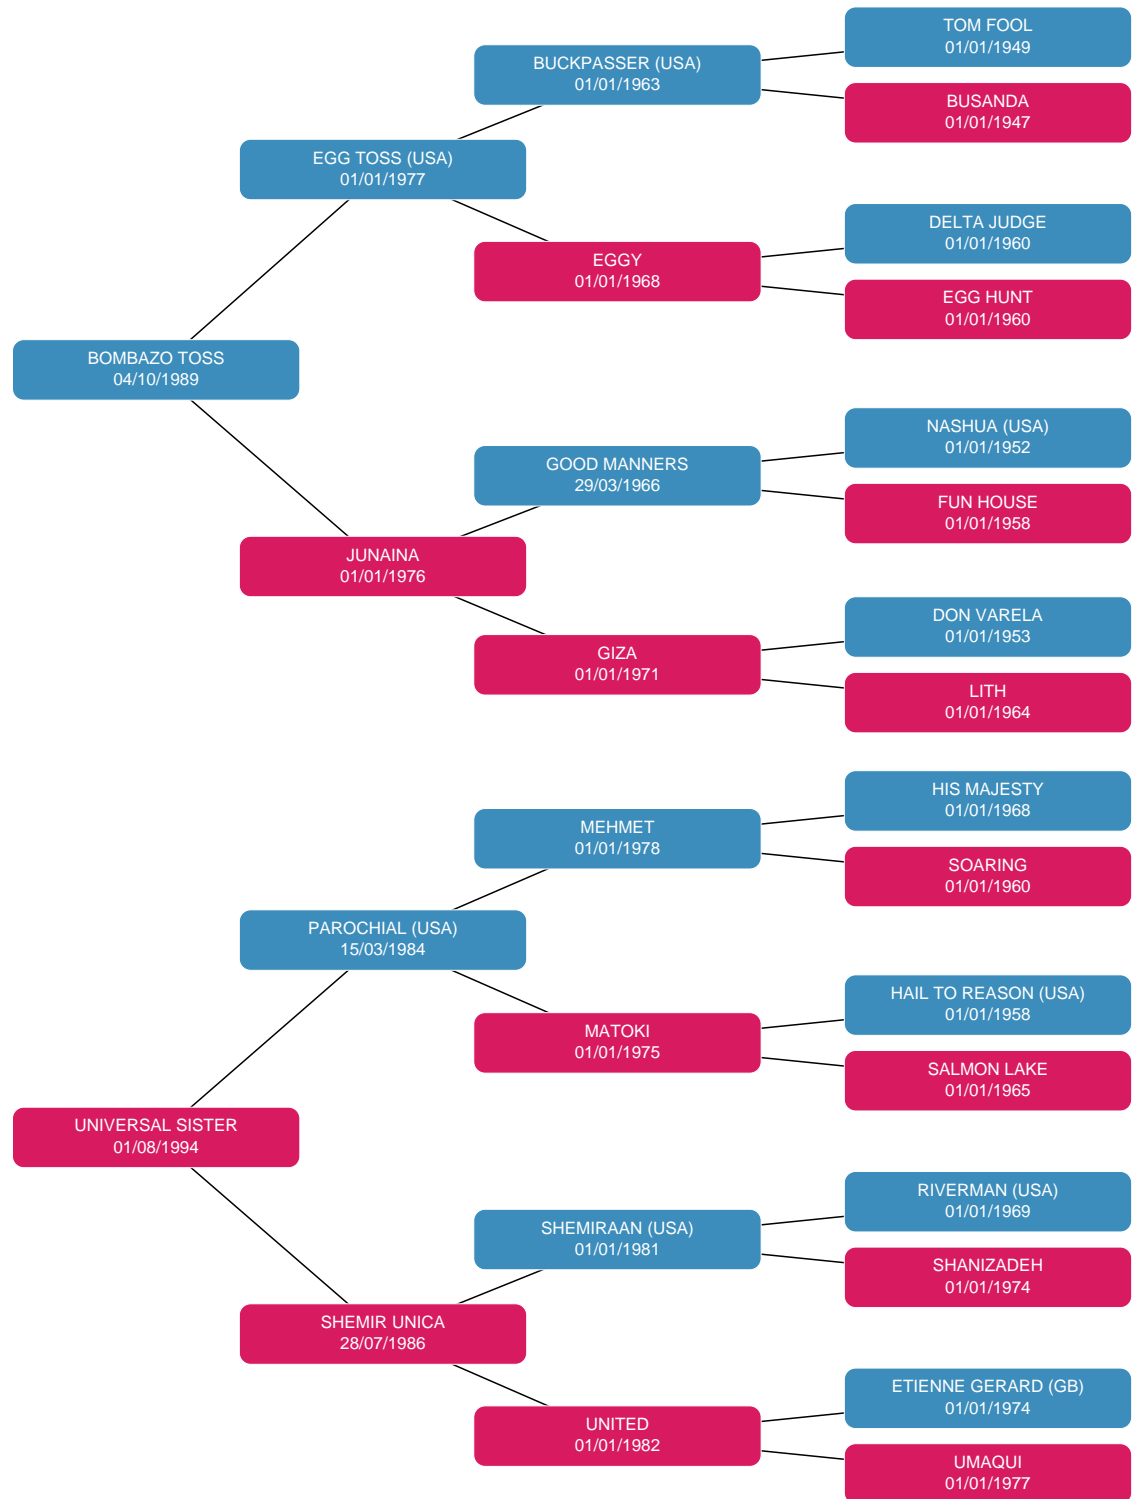 TOM FOOL
01/01/1949
BUCKPASSER (USA)
01/01/1963
BUSANDA
01/01/1947
EGG TOSS (USA)
01/01/1977
DELTA JUDGE
01/01/1960
EGGY
01/01/1968
EGG HUNT
01/01/1960
BOMBAZO TOSS
04/10/1989
NASHUA (USA)
01/01/1952
GOOD MANNERS
29/03/1966
FUN HOUSE
01/01/1958
JUNAINA
01/01/1976
DON VARELA
01/01/1953
GIZA
01/01/1971
LITH
01/01/1964
HIS MAJESTY
01/01/1968
MEHMET
01/01/1978
SOARING
01/01/1960
PAROCHIAL (USA)
15/03/1984
HAIL TO REASON (USA)
01/01/1958
MATOKI
01/01/1975
SALMON LAKE
01/01/1965
UNIVERSAL SISTER
01/08/1994
RIVERMAN (USA)
01/01/1969
SHEMIRAAN (USA)
01/01/1981
SHANIZADEH
01/01/1974
SHEMIR UNICA
28/07/1986
ETIENNE GERARD (GB)
01/01/1974
UNITED
01/01/1982
UMAQUI
01/01/1977